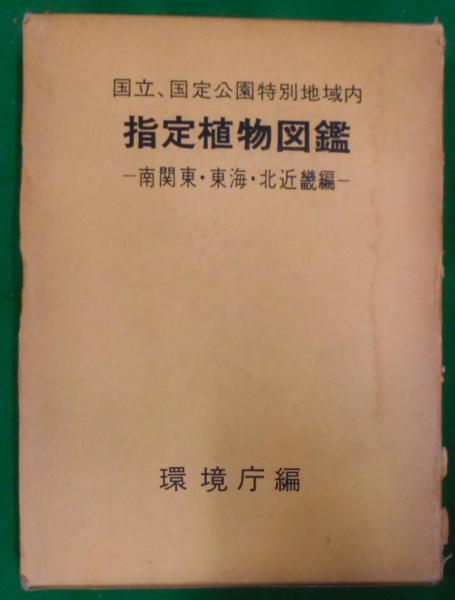 国立、国定公園特別地域内
指定植物図鑑
―南関東・東海・北近畿編―
環境庁編